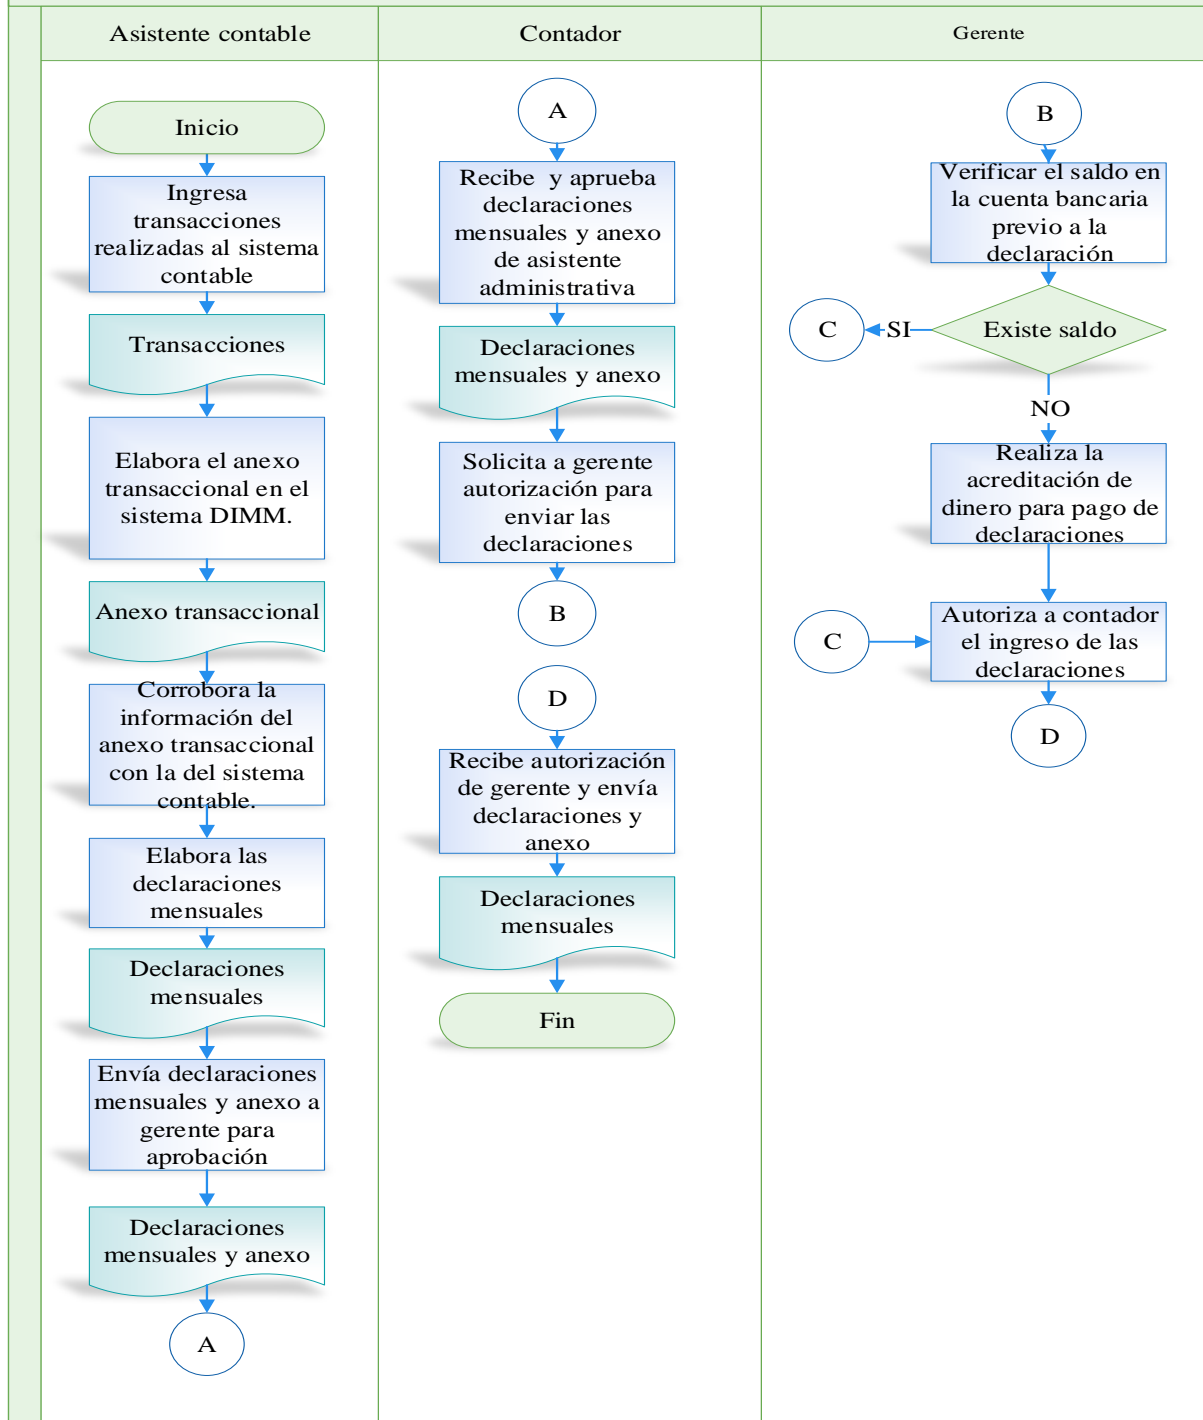 Asistente contable
Contador
Gerente
Inicio
Ingresa
transacciones
realizadas al sistema
contable
Transacciones
Elabora el anexo
transaccional en el
sistema DIMM.
Anexo transaccional
Corrobora la
información del
anexo transaccional
con la del sistema
contable.
Elabora las
declaraciones
mensuales
Declaraciones
mensuales
Envía declaraciones
mensuales y anexo a
gerente para
aprobación
Declaraciones
mensuales y anexo
A
A
Recibe y aprueba
declaraciones
mensuales y anexo
de asistente
administrativa
Declaraciones
mensuales y anexo
Solicita a gerente
autorización para
enviar las
declaraciones
B
D
Recibe autorización
de gerente y envía
declaraciones y
anexo
Declaraciones
mensuales
Fin
B
Verificar el saldo en
la cuenta bancaria
previo a la
declaración
Existe saldo
SI
C
NO
Realiza la
acreditación de
dinero para pago de
declaraciones
C
Autoriza a contador
el ingreso de las
declaraciones
D